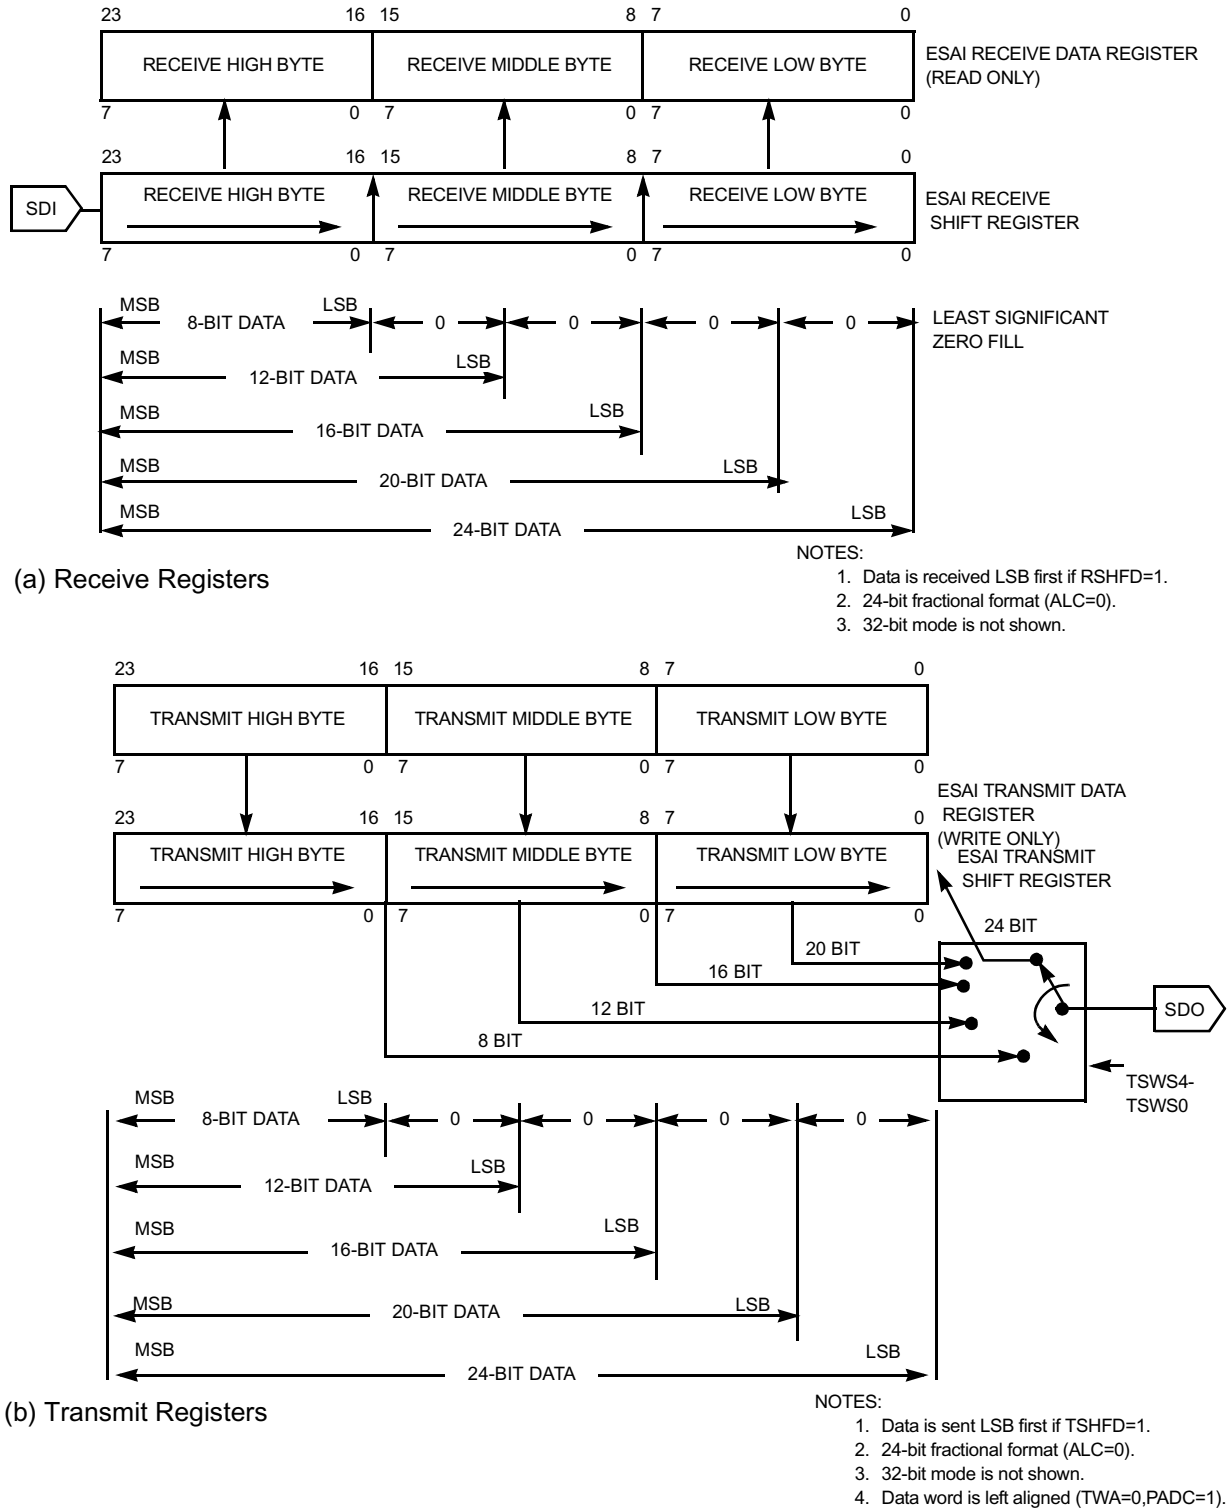 23 16 15 8 7 0
RECEIVE HIGH BYTE RECEIVE MIDDLE BYTE RECEIVE LOW BYTE
ESAI RECEIVE DATA REGISTER
(READ ONLY)
7 0 7 0 7 0
23 16 15 8 7 0
SDI
RECEIVE HIGH BYTE RECEIVE MIDDLE BYTE RECEIVE LOW BYTE
ESAI RECEIVE
SHIFT REGISTER
7 0 7 0 7 0
MSB LSB
8-BIT DATA 0 0 0 0
LEAST SIGNIFICANT
ZERO FILL
MSB LSB
12-BIT DATA
MSB LSB
16-BIT DATA
MSB LSB
20-BIT DATA
MSB LSB
24-BIT DATA
(a) Receive Registers
NOTES:
1. Data is received LSB first if RSHFD=1.
2. 24-bit fractional format (ALC=0).
3. 32-bit mode is not shown.
23 16 15 8 7 0
TRANSMIT HIGH BYTE TRANSMIT MIDDLE BYTE TRANSMIT LOW BYTE
7 0 7 0 7 0
ESAI TRANSMIT DATA
REGISTER
(WRITE ONLY)
23 16 15 8 7 0
TRANSMIT HIGH BYTE TRANSMIT MIDDLE BYTE TRANSMIT LOW BYTE
ESAI TRANSMIT
SHIFT REGISTER
7 0 7 0 7 0
24 BIT
20 BIT
16 BIT
12 BIT
8 BIT
SDO
TSWS4-
TSWS0
MSB LSB
8-BIT DATA 0 0 0 0
MSB LSB
12-BIT DATA
MSB LSB
16-BIT DATA
MSB LSB
20-BIT DATA
MSB LSB
24-BIT DATA
(b) Transmit Registers
NOTES:
1. Data is sent LSB first if TSHFD=1.
2. 24-bit fractional format (ALC=0).
3. 32-bit mode is not shown.
4. Data word is left aligned (TWA=0,PADC=1).